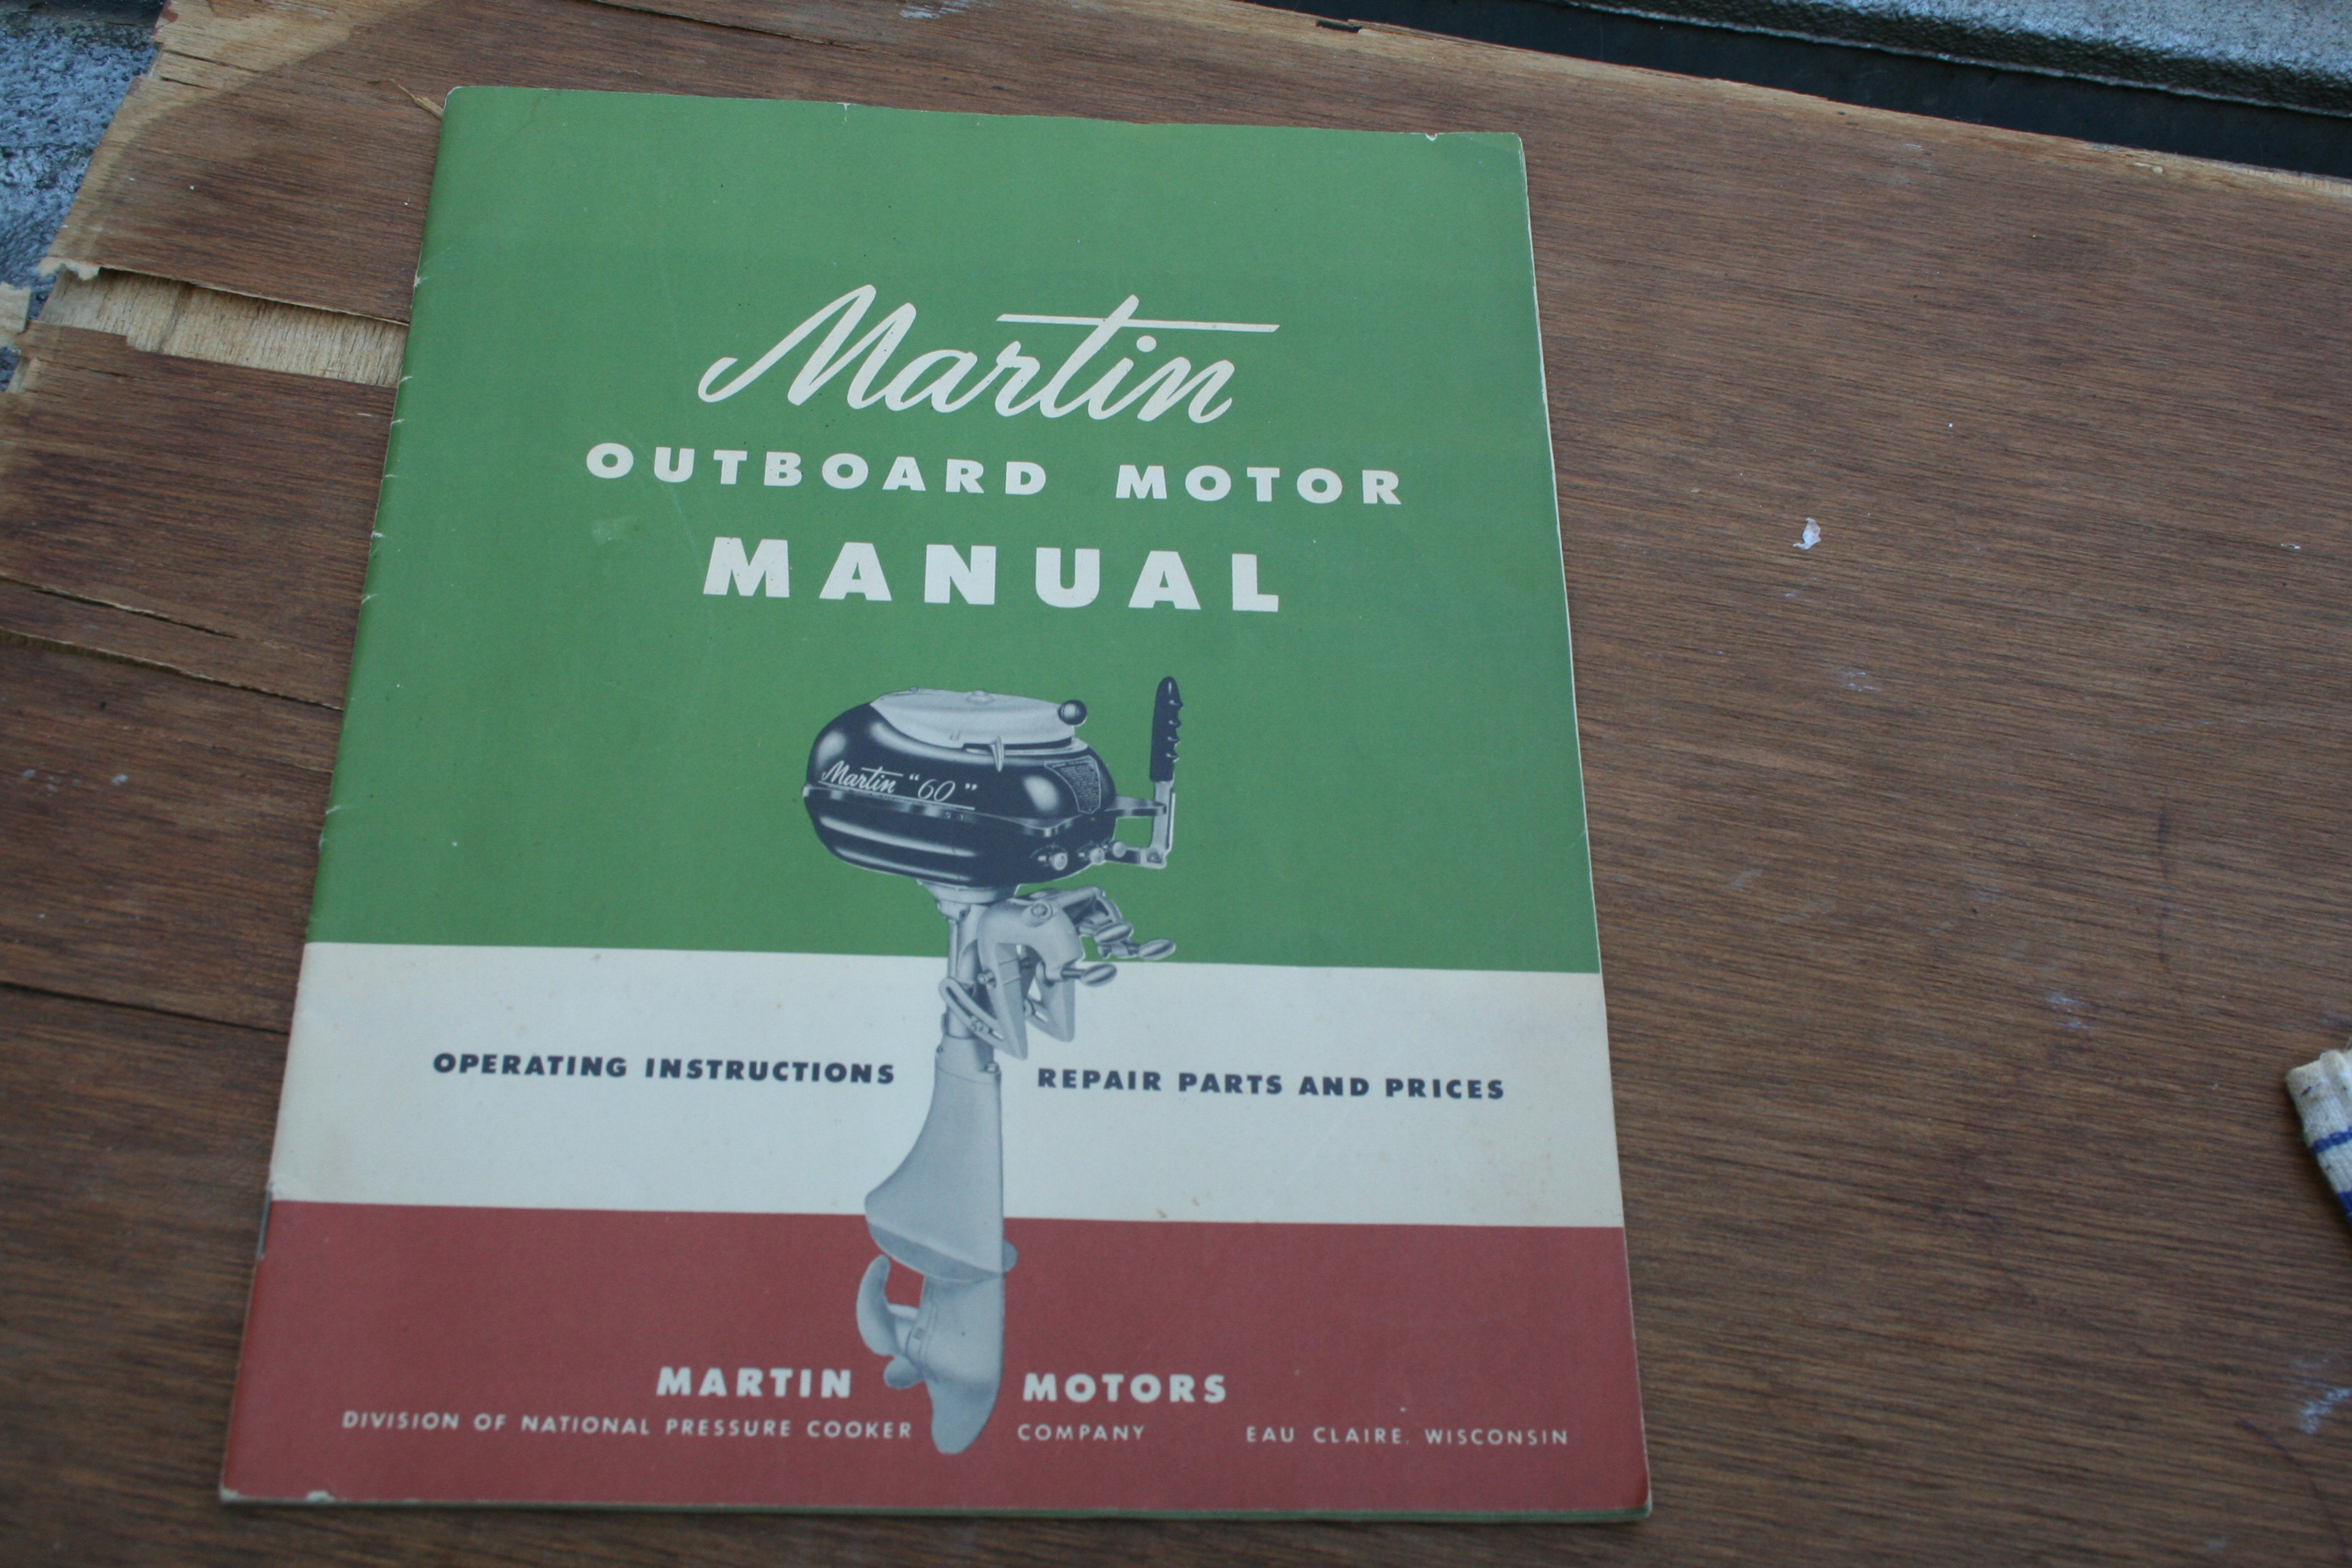 Martin
OUTBOARD MOTOR
MANUAL
Martin "60"
OPERATING INSTRUCTIONS REPAIR PARTS AND PRICES
MARTIN MOTORS
DIVISION OF NATIONAL PRESSURE COOKER COMPANY EAU CLAIRE, WISCONSIN